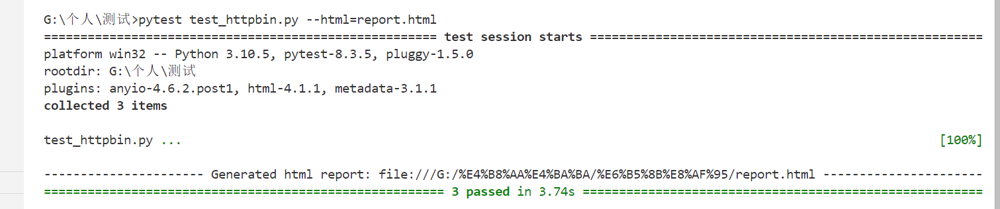 G:\个人\测试>pytest test_httpbin.py --html=report.html
====================================================== test session starts ======================================================
platform win32 -- Python 3.10.5, pytest-8.3.5, pluggy-1.5.0
rootdir: G:\个人\测试
plugins: anyio-4.6.2.post1, html-4.1.1, metadata-3.1.1
collected 3 items
test_httpbin.py ... [100%]
---------------------- Generated html report: file:///G:/%E4%B8%AA%E4%BA%BA/%E6%B5%8B%E8%AF%95/report.html ----------------------
======================================================= 3 passed in 3.74s =======================================================